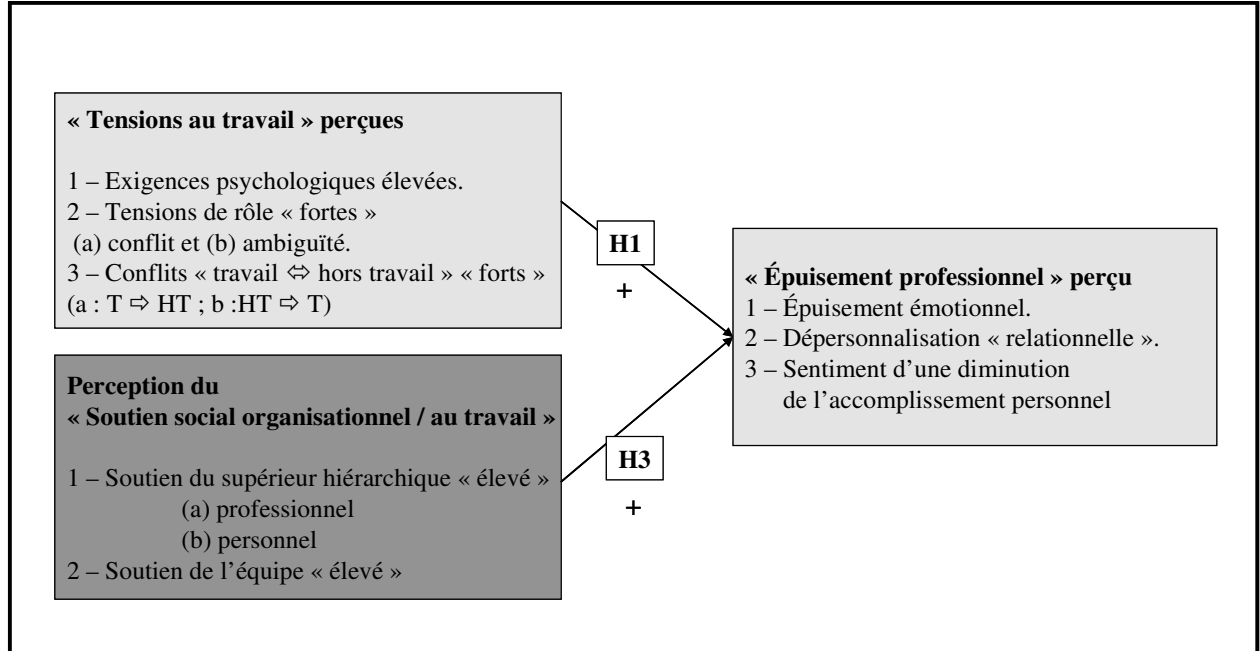 « Tensions au travail » perçues
1 – Exigences psychologiques élevées.
2 – Tensions de rôle « fortes »
(a) conflit et (b) ambiguïté.
3 – Conflits « travail ⇔ hors travail » « forts »
(a : T ⇨ HT ; b :HT ⇨ T)
H1
+
« Épuisement professionnel » perçu
1 – Épuisement émotionnel.
2 – Dépersonnalisation « relationnelle ».
3 – Sentiment d’une diminution
de l’accomplissement personnel
Perception du
« Soutien social organisationnel / au travail »
1 – Soutien du supérieur hiérarchique « élevé »
(a) professionnel
(b) personnel
2 – Soutien de l’équipe « élevé »
H3
+